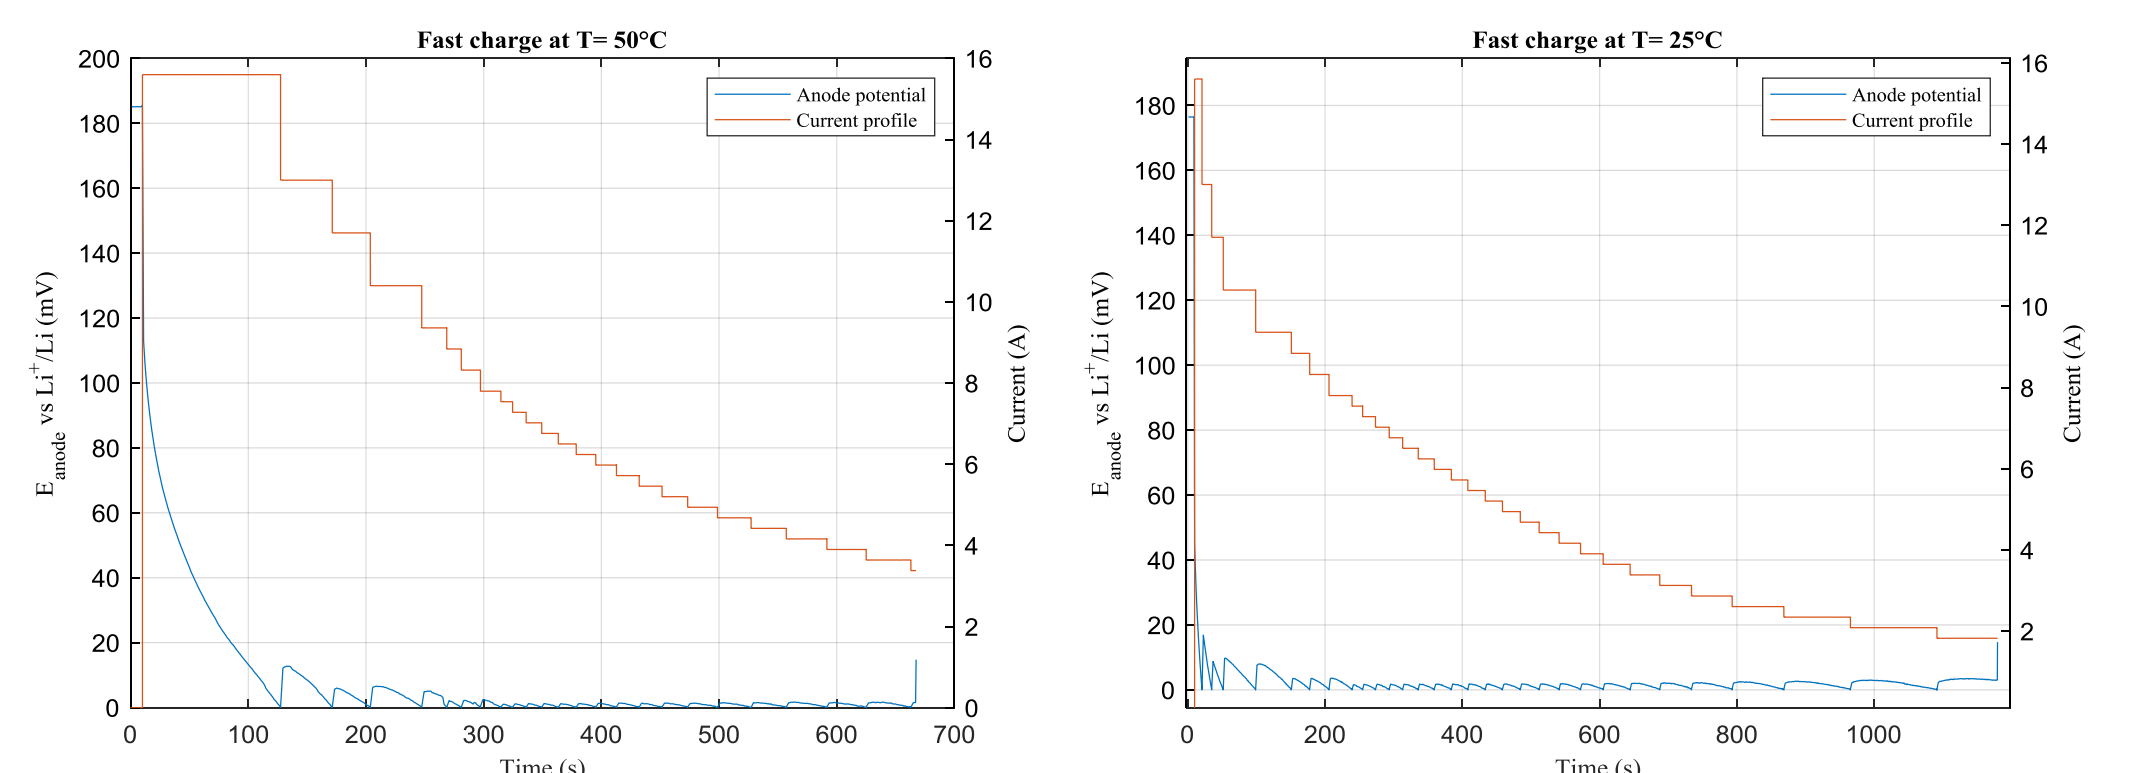 Fast charge at T= 50°C
200
180
160
140
120
100
80
60
40
20
0
E_anode vs Li⁺/Li (mV)
16
14
12
10
8
6
4
2
0
Current (A)
Anode potential
Current profile
0 100 200 300 400 500 600 700
Time (s)
Fast charge at T= 25°C
180
160
140
120
100
80
60
40
20
0
E_anode vs Li⁺/Li (mV)
16
14
12
10
8
6
4
2
Current (A)
Anode potential
Current profile
0 200 400 600 800 1000
Time (s)